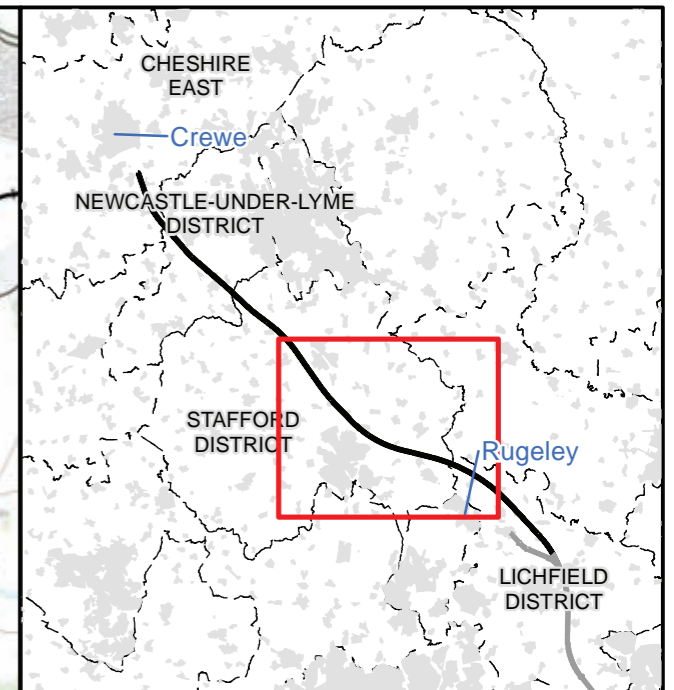 CHESHIRE
EAST
Crewe
NEWCASTLE-UNDER-LYME
DISTRICT
STAFFORD
DISTRICT
Rugeley
LICHFIELD
DISTRICT